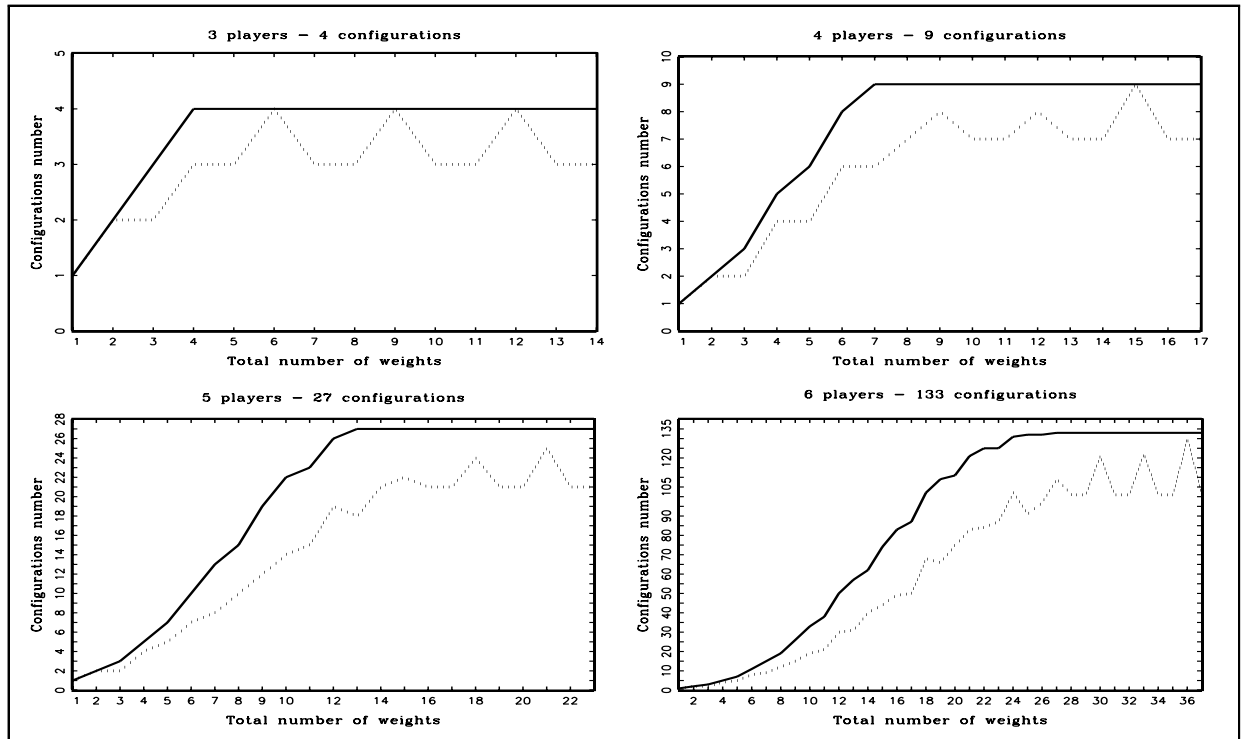 3 players – 4 configurations
Configurations number
0 1 2 3 4 5
1 2 3 4 5 6 7 8 9 10 11 12 13 14
Total number of weights
4 players – 9 configurations
Configurations number
0 1 2 3 4 5 6 7 8 9 10
1 2 3 4 5 6 7 8 9 10 11 12 13 14 15 16 17
Total number of weights
5 players – 27 configurations
Configurations number
0 2 4 6 8 10 12 14 16 18 20 22 24 26 28
1 2 3 4 5 6 7 8 9 10 12 14 16 18 20 22
Total number of weights
6 players – 133 configurations
Configurations number
0 10 20 30 40 50 60 70 80 90 105 120 135
2 4 6 8 10 12 14 16 18 20 22 24 26 28 30 32 34 36
Total number of weights